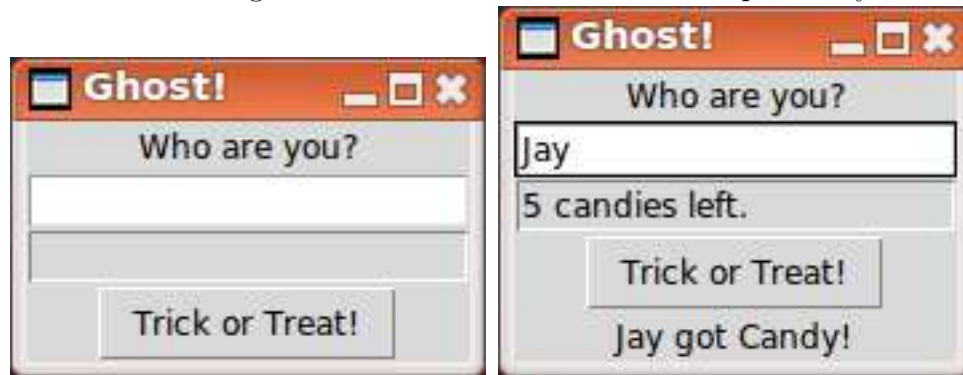 Ghost!
Who are you?
Trick or Treat!
Ghost!
Who are you?
Jay
5 candies left.
Trick or Treat!
Jay got Candy!